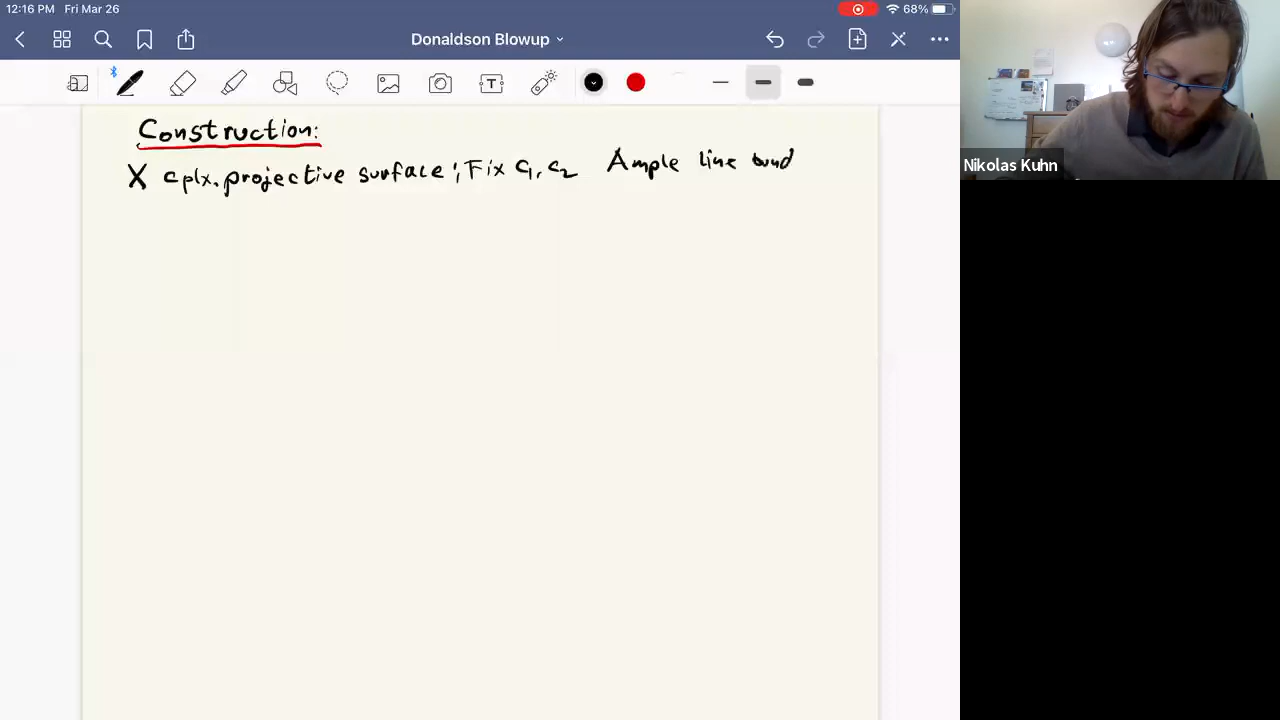 12:16 PM Fri Mar 26
68%
Donaldson Blowup
T
Construction:
X cplx. projective surface; Fix c1, c2 Ample line bund
Nikolas Kuhn